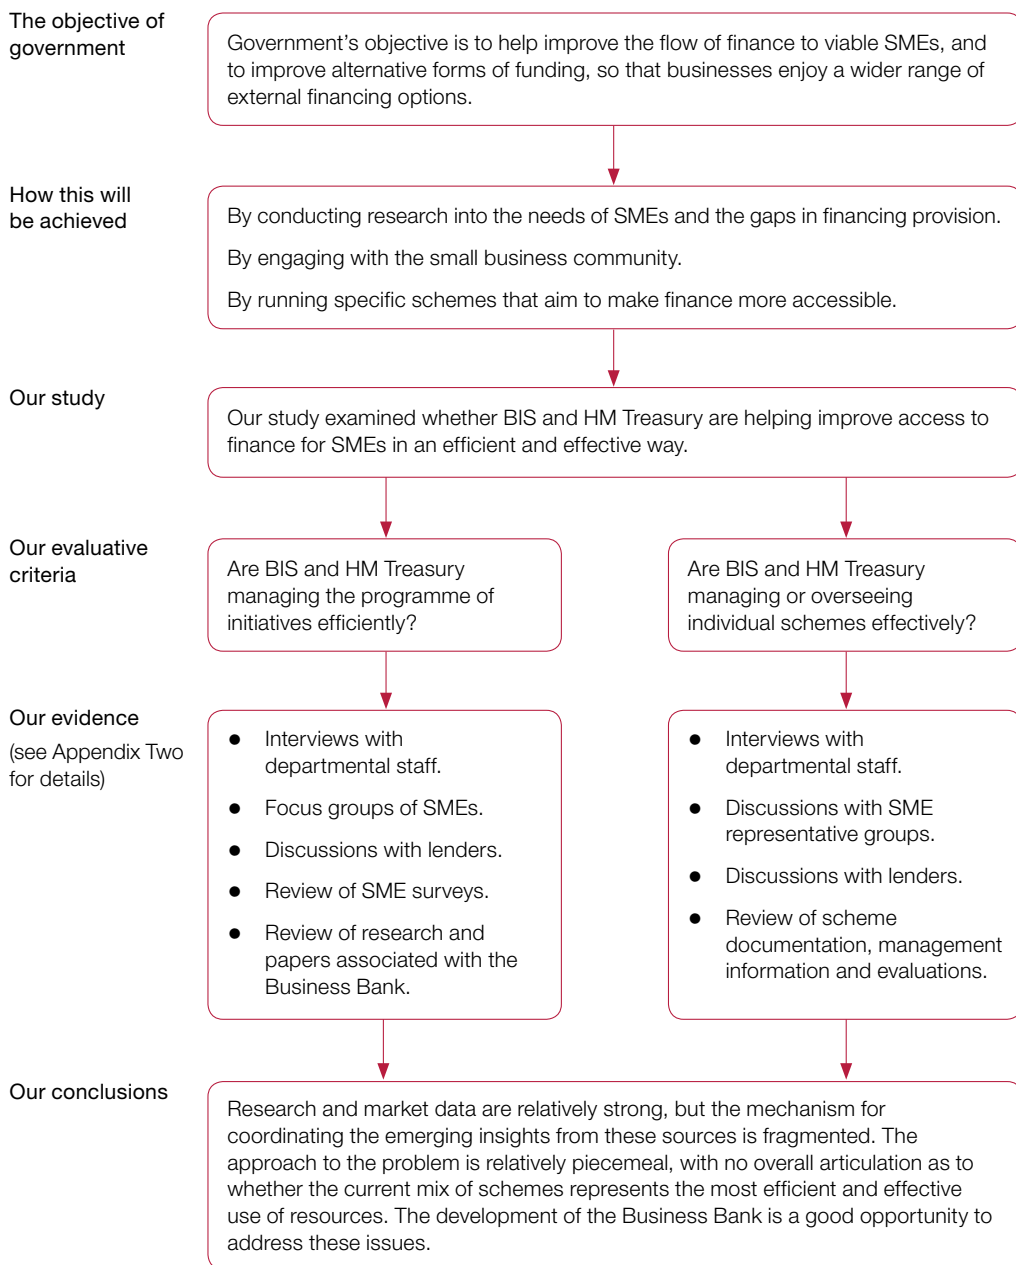 The objective of
government
Government’s objective is to help improve the flow of finance to viable SMEs, and
to improve alternative forms of funding, so that businesses enjoy a wider range of
external financing options.
How this will
be achieved
By conducting research into the needs of SMEs and the gaps in financing provision.
By engaging with the small business community.
By running specific schemes that aim to make finance more accessible.
Our study
Our study examined whether BIS and HM Treasury are helping improve access to
finance for SMEs in an efficient and effective way.
Our evaluative
criteria
Are BIS and HM Treasury
managing the programme of
initiatives efficiently?
Are BIS and HM Treasury
managing or overseeing
individual schemes effectively?
Our evidence
(see Appendix Two
for details)
● Interviews with
departmental staff.
● Focus groups of SMEs.
● Discussions with lenders.
● Review of SME surveys.
● Review of research and
papers associated with the
Business Bank.
● Interviews with
departmental staff.
● Discussions with SME
representative groups.
● Discussions with lenders.
● Review of scheme
documentation, management
information and evaluations.
Our conclusions
Research and market data are relatively strong, but the mechanism for
coordinating the emerging insights from these sources is fragmented. The
approach to the problem is relatively piecemeal, with no overall articulation as to
whether the current mix of schemes represents the most efficient and effective
use of resources. The development of the Business Bank is a good opportunity to
address these issues.